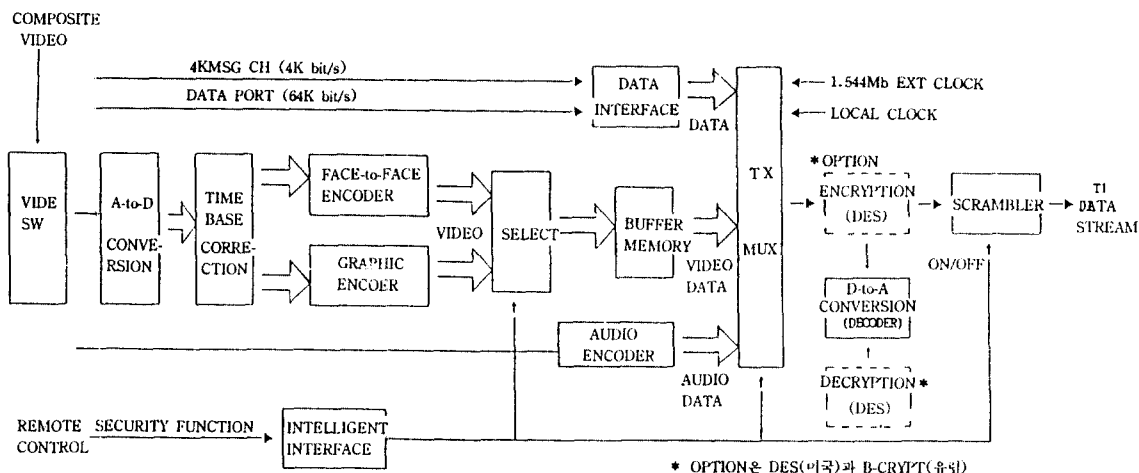 COMPOSITE
VIDEO
4KMSG CH (4K bit/s)
DATA PORT (64K bit/s)
DATA
INTERFACE
DATA
1.544Mb EXT CLOCK
LOCAL CLOCK
VIDE
SW
A-to-D
CONVE-
RSION
TIME
BASE
CORRE-
CTION
FACE-to-FACE
ENCODER
GRAPHIC
ENCOER
VIDEO
SELECT
BUFFER
MEMORY
VIDEO
DATA
TX
MUX
*OPTION
ENCRYPTION
(DES)
SCRAMBLER
T1
DATA
STREAM
ON/OFF
D-to-A
CONVERSION
(DECODER)
DECRYPTION *
(DES)
AUDIO
ENCODER
AUDIO
DATA
REMOTE
CONTROL
SECURITY FUNCTION
INTELLIGENT
INTERFACE
* OPTION은 DES(미국)과 B-CRYPT(유럽)